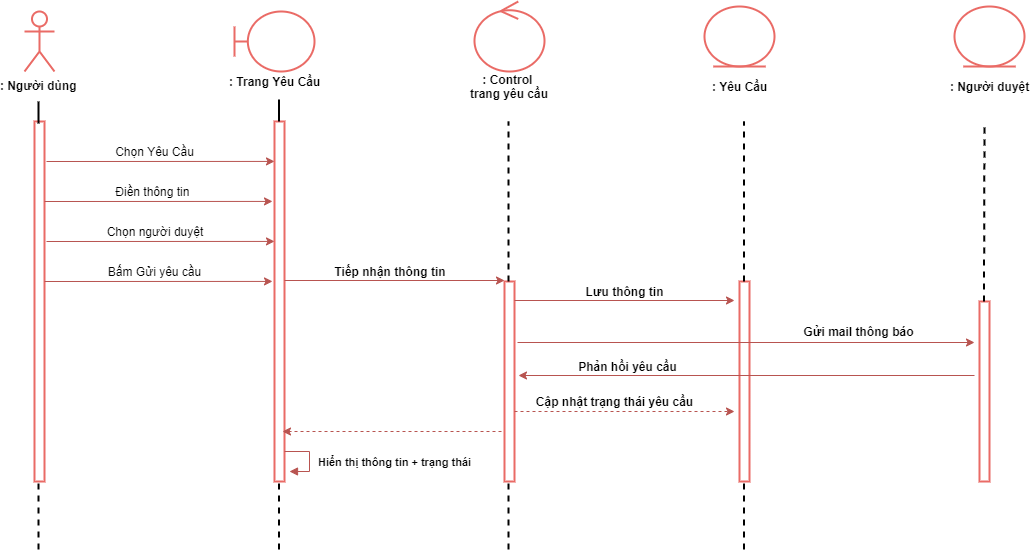 : Người dùng
: Trang Yêu Cầu
: Control
trang yêu cầu
: Yêu Cầu
: Người duyệt
Chọn Yêu Cầu
Điền thông tin
Chọn người duyệt
Bấm Gửi yêu cầu
Tiếp nhận thông tin
Lưu thông tin
Gửi mail thông báo
Phản hồi yêu cầu
Cập nhật trạng thái yêu cầu
Hiển thị thông tin + trạng thái